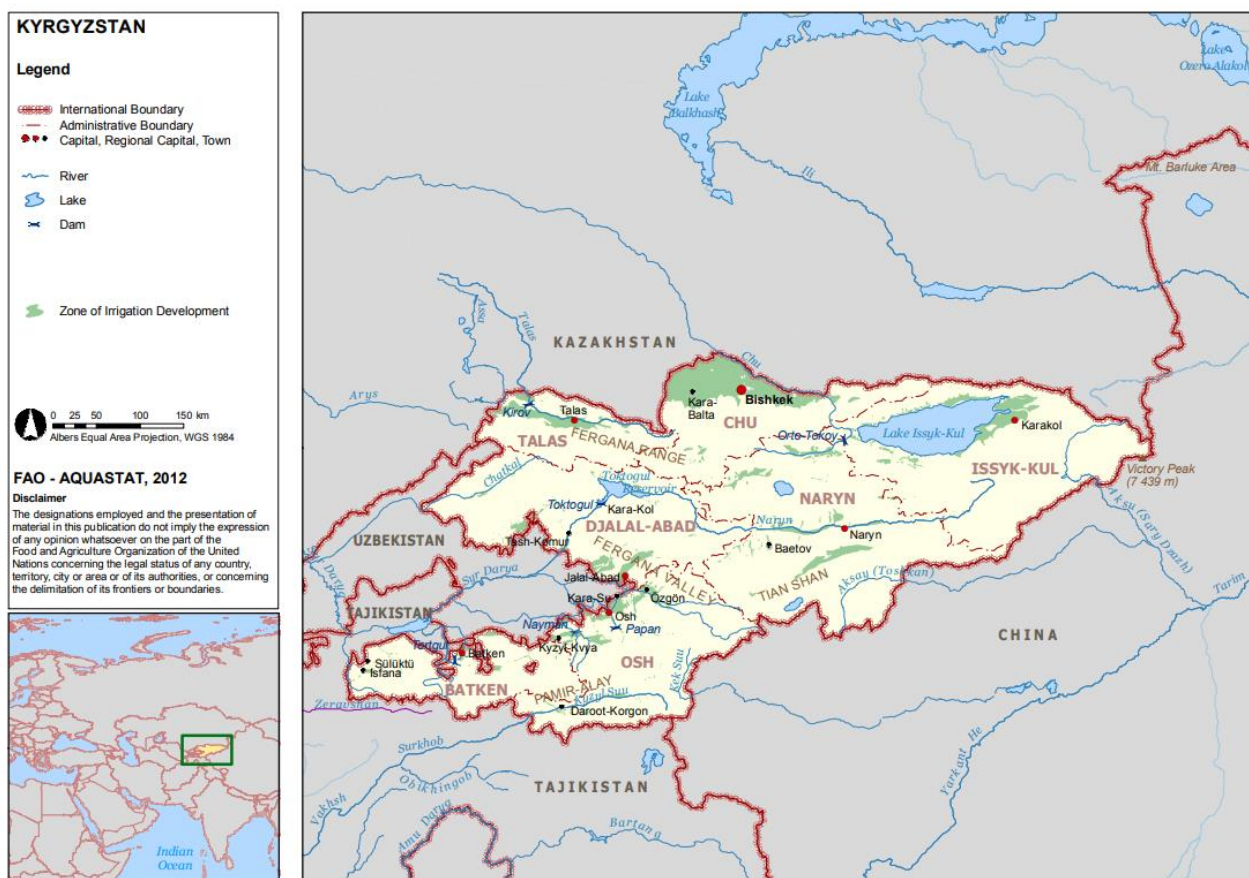 KYRGYZSTAN
Legend
International Boundary
Administrative Boundary
Capital, Regional Capital, Town
River
Lake
Dam
Zone of Irrigation Development
0 25 50 100 150 km
Albers Equal Area Projection, WGS 1984
FAO - AQUASTAT, 2012
Disclaimer
The designations employed and the presentation of
material in this publication do not imply the expression
of any opinion whatsoever on the part of the
Food and Agriculture Organization of the United
Nations concerning the legal status of any country,
territory, city or area or of its authorities, or concerning
the delimitation of its frontiers or boundaries.
Indian
Ocean
Lake
Ozero Alakol
Lake
Balkhash
Ili
Mt. Barluke Area
Assa
Talas
KAZAKHSTAN
Chu
Arys
Kirov
Talas
Kara-
Balta
Bishkek
CHU
TALAS
FERGANA RANGE
Orto-Tokoy
Lake Issyk-Kul
Karakol
ISSYK-KUL
Victory Peak
(7 439 m)
Chatkal
Toktogul
Reservoir
Toktogul
Kara-Kol
NARYN
Aksu (Sary Dzaz)
DJALAL-ABAD
Narun
Naryn
UZBEKISTAN
Tash-Komur
Baetov
FERGANA VALLEY
Syr Darya
Jalal-Abad
TIAN SHAN
Aksay (Toshkan)
Tarim
Kara-Su
Ozgön
TAJIKISTAN
Osh
Nayman
Papan
CHINA
Tortgul
Batken
Kyzyl-Kvya
Sülüktü
Isfana
OSH
Kek Suu
BATKEN
PAMIR-ALAY
Kyzyl Suu
Zeravshan
Daroot-Korgon
Surkhob
Yarkant He
Obikhingob
TAJIKISTAN
Vakhsh
Amu Darya
Bartang